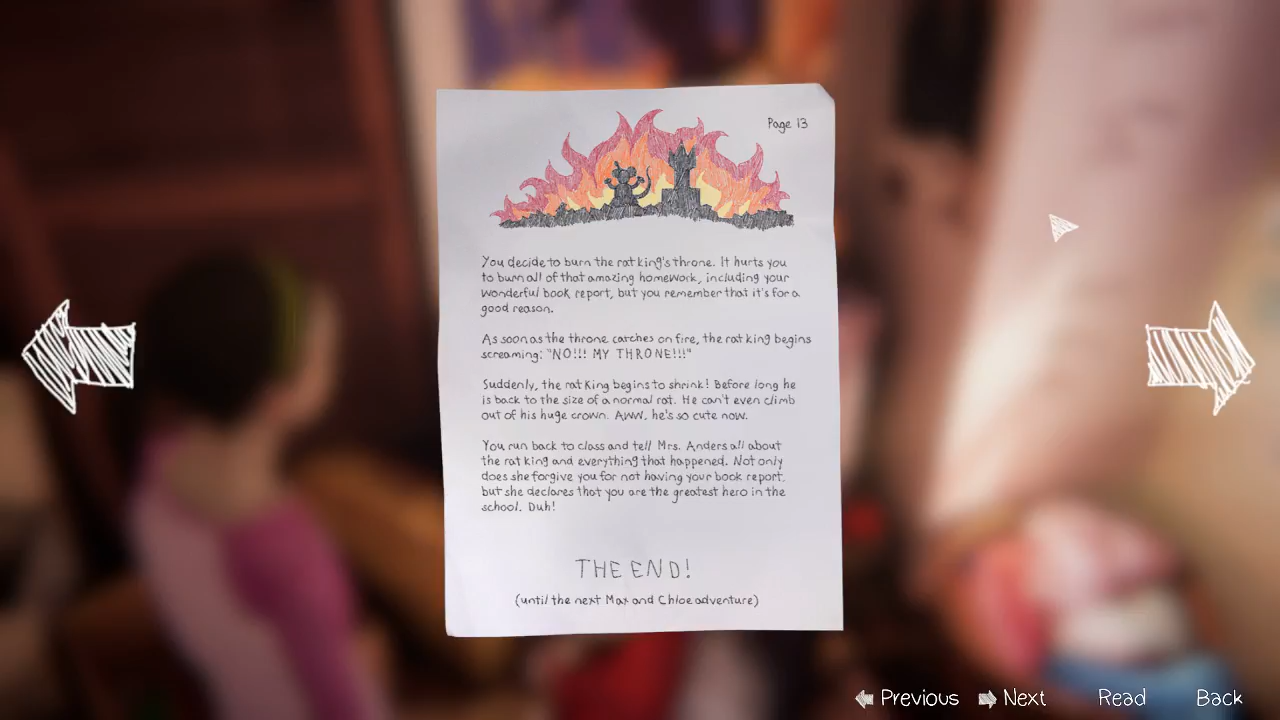 Page 13
You decide to burn the rat king's throne. It hurts you
to burn all of that amazing homework, including your
wonderful book report, but you remember that it's for a
good reason.
As soon as the throne catches on fire, the rat king begins
screaming: "NO!!! MY THRONE!!!"
Suddenly, the rat king begins to shrink! Before long he
is back to the size of a normal rat. He can't even climb
out of his huge crown. Aww, he's so cute now.
You run back to class and tell Mrs. Anders all about
the rat king and everything that happened. Not only
does she forgive you for not having your book report,
but she declares that you are the greatest hero in the
school. Duh!
THE END!
(until the next Max and Chloe adventure)
Previous Next Read Back